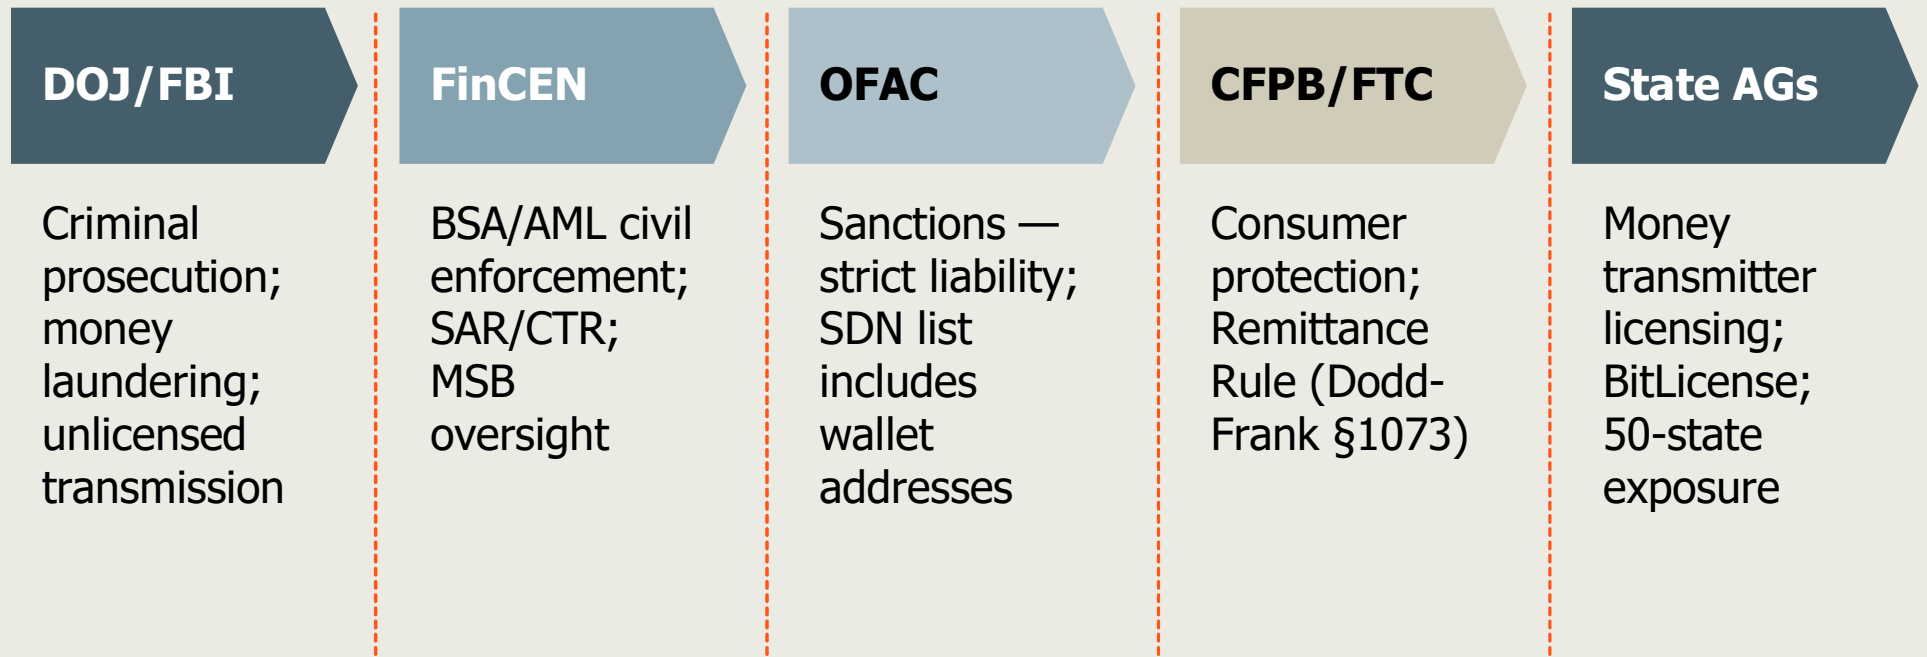 DOJ/FBI
Criminal
prosecution;
money
laundering;
unlicensed
transmission
FinCEN
BSA/AML civil
enforcement;
SAR/CTR;
MSB
oversight
OFAC
Sanctions —
strict liability;
SDN list
includes
wallet
addresses
CFPB/FTC
Consumer
protection;
Remittance
Rule (Dodd-
Frank §1073)
State AGs
Money
transmitter
licensing;
BitLicense;
50-state
exposure